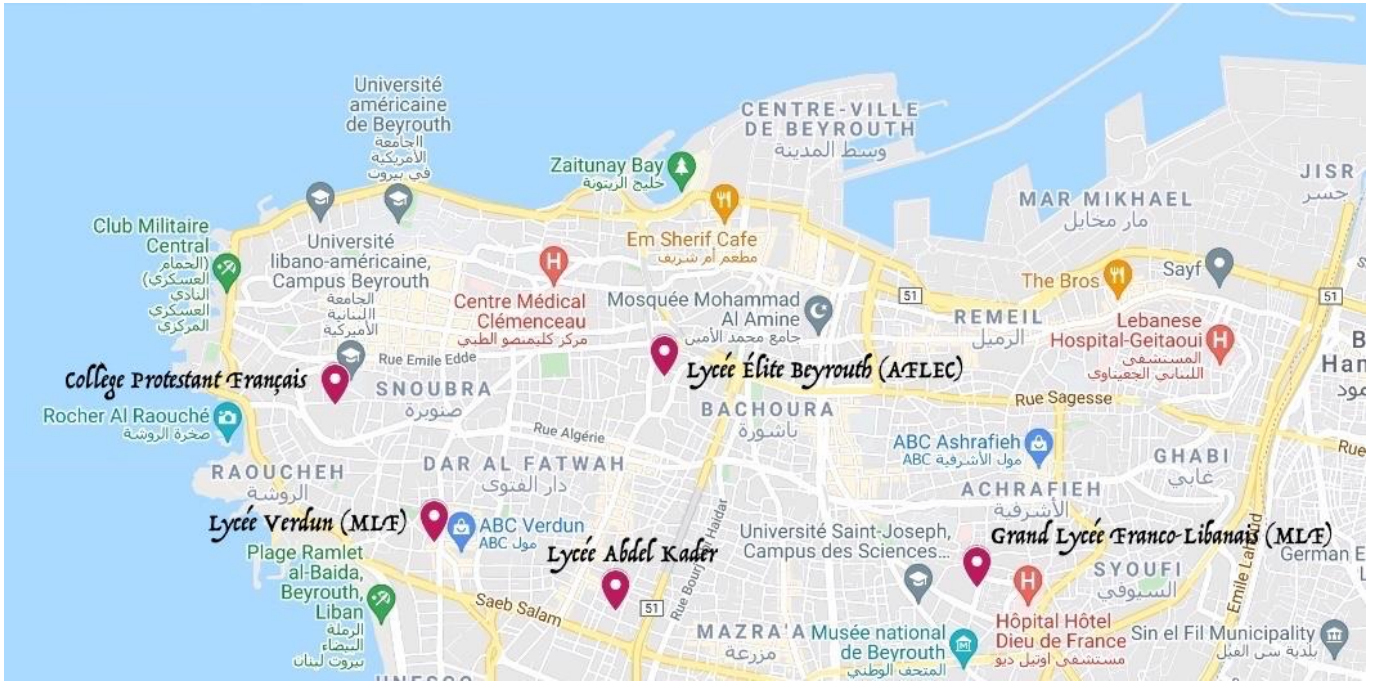 Université
américaine
de Beyrouth
الجامعة
الأمريكية
في بيروت
CENTRE-VILLE
DE BEYROUTH
وسط المدينة
Zaitunay Bay
خليج الزيتونة
JISR
جسر
MAR MIKHAEL
مار مخايل
Club Militaire
Central
(الحمام
العسكري)
النادي
العسكري
المركزي
Université
libano-américaine,
Campus Beyrouth
الجامعة
اللبنانية
الأميركية
Em Sherif Cafe
مطعم أم شريف
Centre Médical
Clémenceau
مركز كليمنصو الطبي
Mosquée Mohammad
Al Amine
جامع محمد الأمين
51
The Bros
Sayf
51
REMEIL
الرميل
Lebanese
Hospital-Geitaoui
المستشفى
اللبناني الجعيتاوي
Rue Emile Edde
Collège Protestant Français
Lycée Élite Beyrouth (AFLEC)
SNOUBRA
صنوبرة
Rue Sagesse
Rocher Al Raouché
صخرة الروشة
BACHOURA
باشورة
Rue Algérie
ABC Ashrafieh
مول الأشرفية ABC
Rue
GHABI
غابي
RAOUCHEH
الروشة
DAR AL FATWAH
دار الفتوى
ACHRAFIEH
الأشرفية
Lycée Verdun (MLF)
ABC Verdun
مول ABC
Lycée Abdel Kader
Université Saint-Joseph,
Campus des Sciences...
Grand Lycée Franco-Libanais (MLF)
Rue Bourj Abi Haidar
Emile Lahoud
German
Plage Ramlet
al-Baida,
Beyrouth,
Liban
الرملة
البيضاء
بيروت لبنان
SYOUFI
السيوفي
Saeb Salam
51
MAZRA'A
مزرعة
Musée national
de Beyrouth
المتحف الوطني
Hôpital Hôtel
Dieu de France
مستشفى اوتيل ديو
Sin el Fil Municipality
بلدية سن الفيل
UNESCO